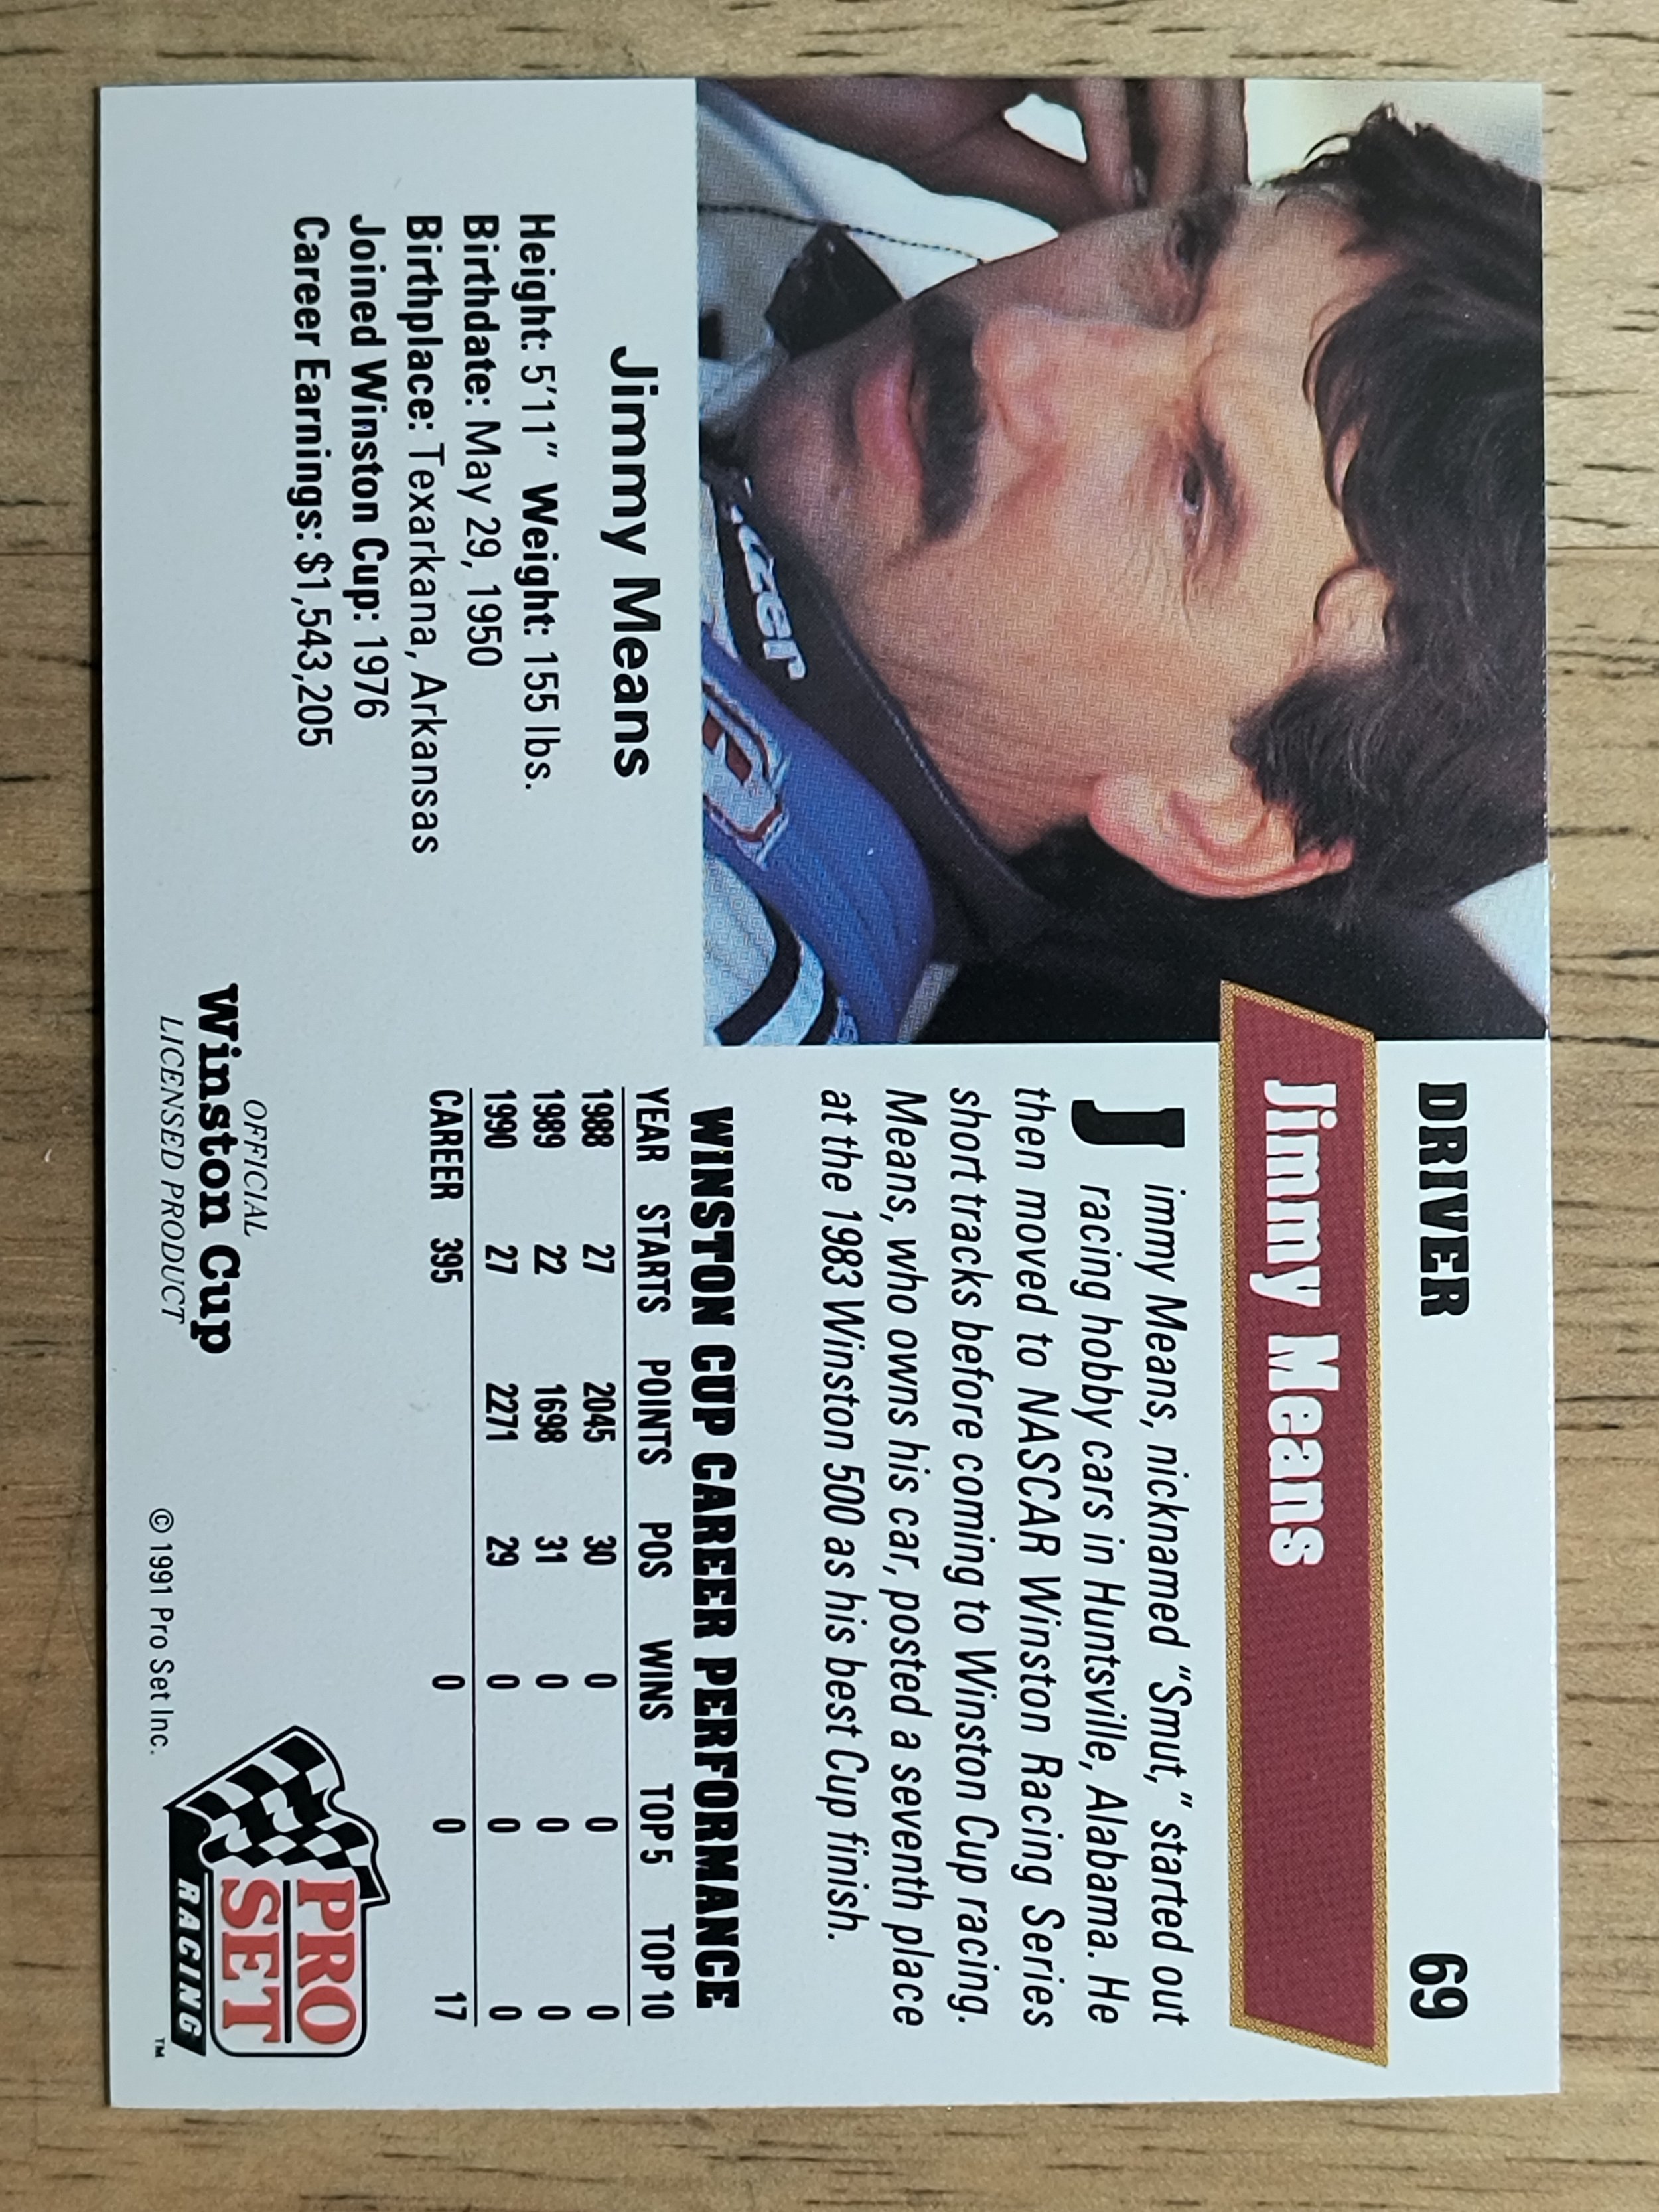 DRIVER 69
Jimmy Means
Jimmy Means, nicknamed "Smut," started out
racing hobby cars in Huntsville, Alabama. He
then moved to NASCAR Winston Racing Series
short tracks before coming to Winston Cup racing.
Means, who owns his car, posted a seventh place
at the 1983 Winston 500 as his best Cup finish.
WINSTON CUP CAREER PERFORMANCE
YEAR STARTS POINTS POS WINS TOP 5 TOP 10
1988 27 2045 30 0 0 0
1989 22 1698 31 0 0 0
1990 27 2271 29 0 0 0
CAREER 395 0 0 17
Jimmy Means
Height: 5'11" Weight: 155 lbs.
Birthdate: May 29, 1950
Birthplace: Texarkana, Arkansas
Joined Winston Cup: 1976
Career Earnings: $1,543,205
OFFICIAL
Winston Cup
LICENSED PRODUCT
© 1991 Pro Set Inc.
PRO
SET
RACING
™